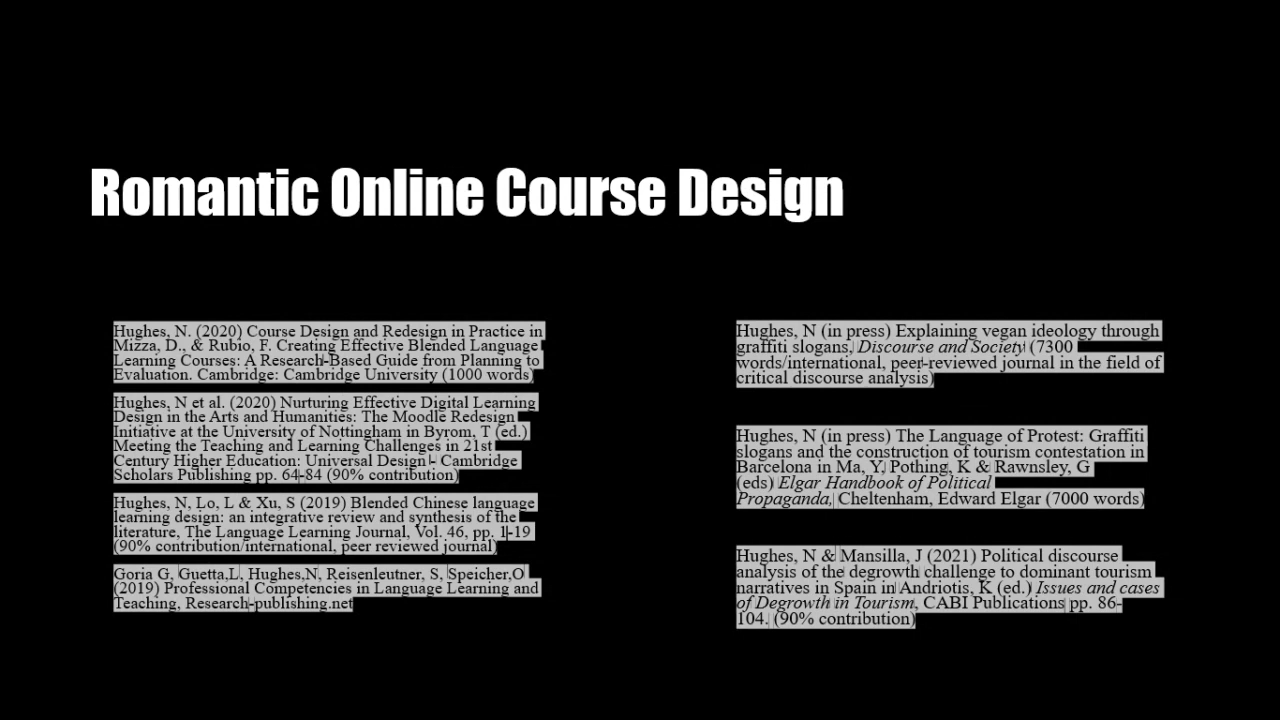 Romantic Online Course Design
Hughes, N. (2020) Course Design and Redesign in Practice in
Mizza, D., & Rubio, F. Creating Effective Blended Language
Learning Courses: A Research-Based Guide from Planning to
Evaluation. Cambridge: Cambridge University (1000 words)
Hughes, N et al. (2020) Nurturing Effective Digital Learning
Design in the Arts and Humanities: The Moodle Redesign
Initiative at the University of Nottingham in Byrom, T (ed.)
Meeting the Teaching and Learning Challenges in 21st
Century Higher Education: Universal Design - Cambridge
Scholars Publishing pp. 64-84 (90% contribution)
Hughes, N, Lo, L & Xu, S (2019) Blended Chinese language
learning design: an integrative review and synthesis of the
literature, The Language Learning Journal, Vol. 46, pp. 1-19
(90% contribution/international, peer reviewed journal)
Goria G, Guetta,L, Hughes,N, Reisenleutner, S, Speicher,O
(2019) Professional Competencies in Language Learning and
Teaching, Research-publishing.net
Hughes, N (in press) Explaining vegan ideology through
graffiti slogans, Discourse and Society (7300
words/international, peer-reviewed journal in the field of
critical discourse analysis)
Hughes, N (in press) The Language of Protest: Graffiti
slogans and the construction of tourism contestation in
Barcelona in Ma, Y, Pothing, K & Rawnsley, G
(eds) Elgar Handbook of Political
Propaganda, Cheltenham, Edward Elgar (7000 words)
Hughes, N & Mansilla, J (2021) Political discourse
analysis of the degrowth challenge to dominant tourism
narratives in Spain in Andriotis, K (ed.) Issues and cases
of Degrowth in Tourism, CABI Publications pp. 86-
104. (90% contribution)